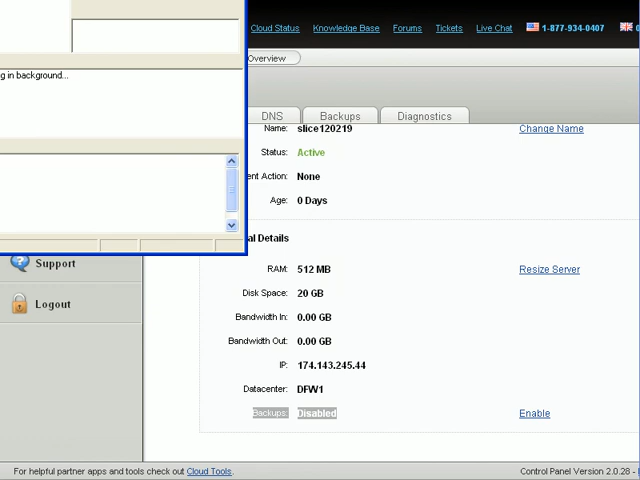 Cloud Status Knowledge Base Forums Tickets Live Chat 1-877-934-0407
Overview
g in background...
DNS Backups Diagnostics
Name: slice120219 Change Name
Status: Active
ent Action: None
Age: 0 Days
al Details
Support
RAM: 512 MB Resize Server
Disk Space: 20 GB
Logout
Bandwidth In: 0.00 GB
Bandwidth Out: 0.00 GB
IP: 174.143.245.44
Datacenter: DFW1
Backups: Disabled Enable
For helpful partner apps and tools check out Cloud Tools. Control Panel Version 2.0.28 -